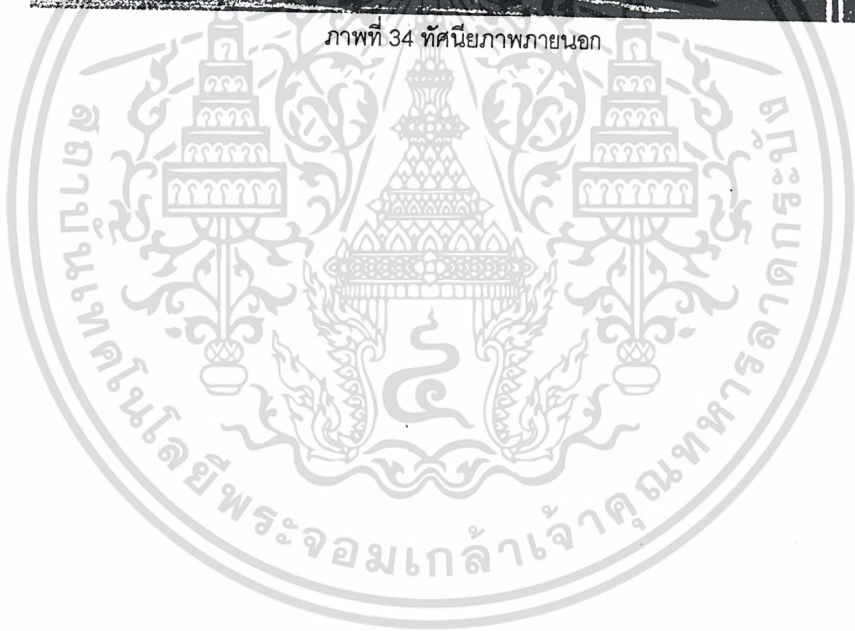 ภาพที่ 34 ทัศนียภาพภายนอก
สถาบันเทคโนโลยีพระจอมเกล้าเจ้าคุณทหารลาดกระบัง